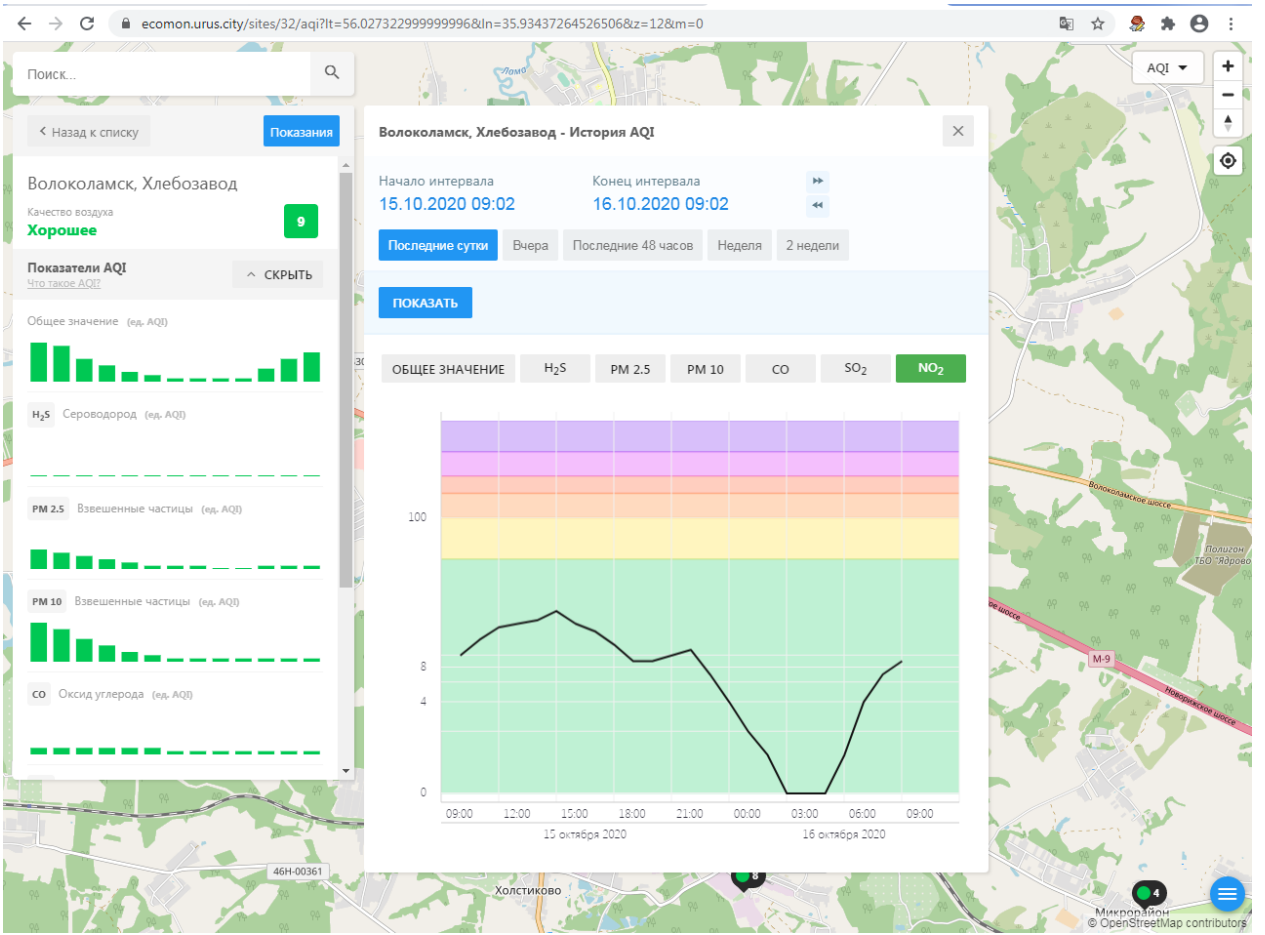 ecomon.urus.city/sites/32/aqi?lt=56.0273229999999996&ln=35.93437264526506&z=12&m=0
Поиск...
AQI
Назад к списку
Показания
Волоколамск, Хлебозавод
Качество воздуха
Хорошее
9
Показатели AQI
Что такое AQI?
СКРЫТЬ
Общее значение (ед. AQI)
H₂S Сероводород (ед. AQI)
PM 2.5 Взвешенные частицы (ед. AQI)
PM 10 Взвешенные частицы (ед. AQI)
CO Оксид углерода (ед. AQI)
Волоколамск, Хлебозавод - История AQI
Начало интервала
Конец интервала
15.10.2020 09:02
16.10.2020 09:02
Последние сутки
Вчера
Последние 48 часов
Неделя
2 недели
ПОКАЗАТЬ
ОБЩЕЕ ЗНАЧЕНИЕ
H₂S
PM 2.5
PM 10
CO
SO₂
NO₂
100
8
4
0
09:00 12:00 15:00 18:00 21:00 00:00 03:00 06:00 09:00
15 октября 2020
16 октября 2020
Ламо
Волоколамское шоссе
Полигон
ТБО "Ядрово
M-9
Новорижское шоссе
46Н-00361
Холстиково
8
4
Микрорайон
© OpenStreetMap contributors